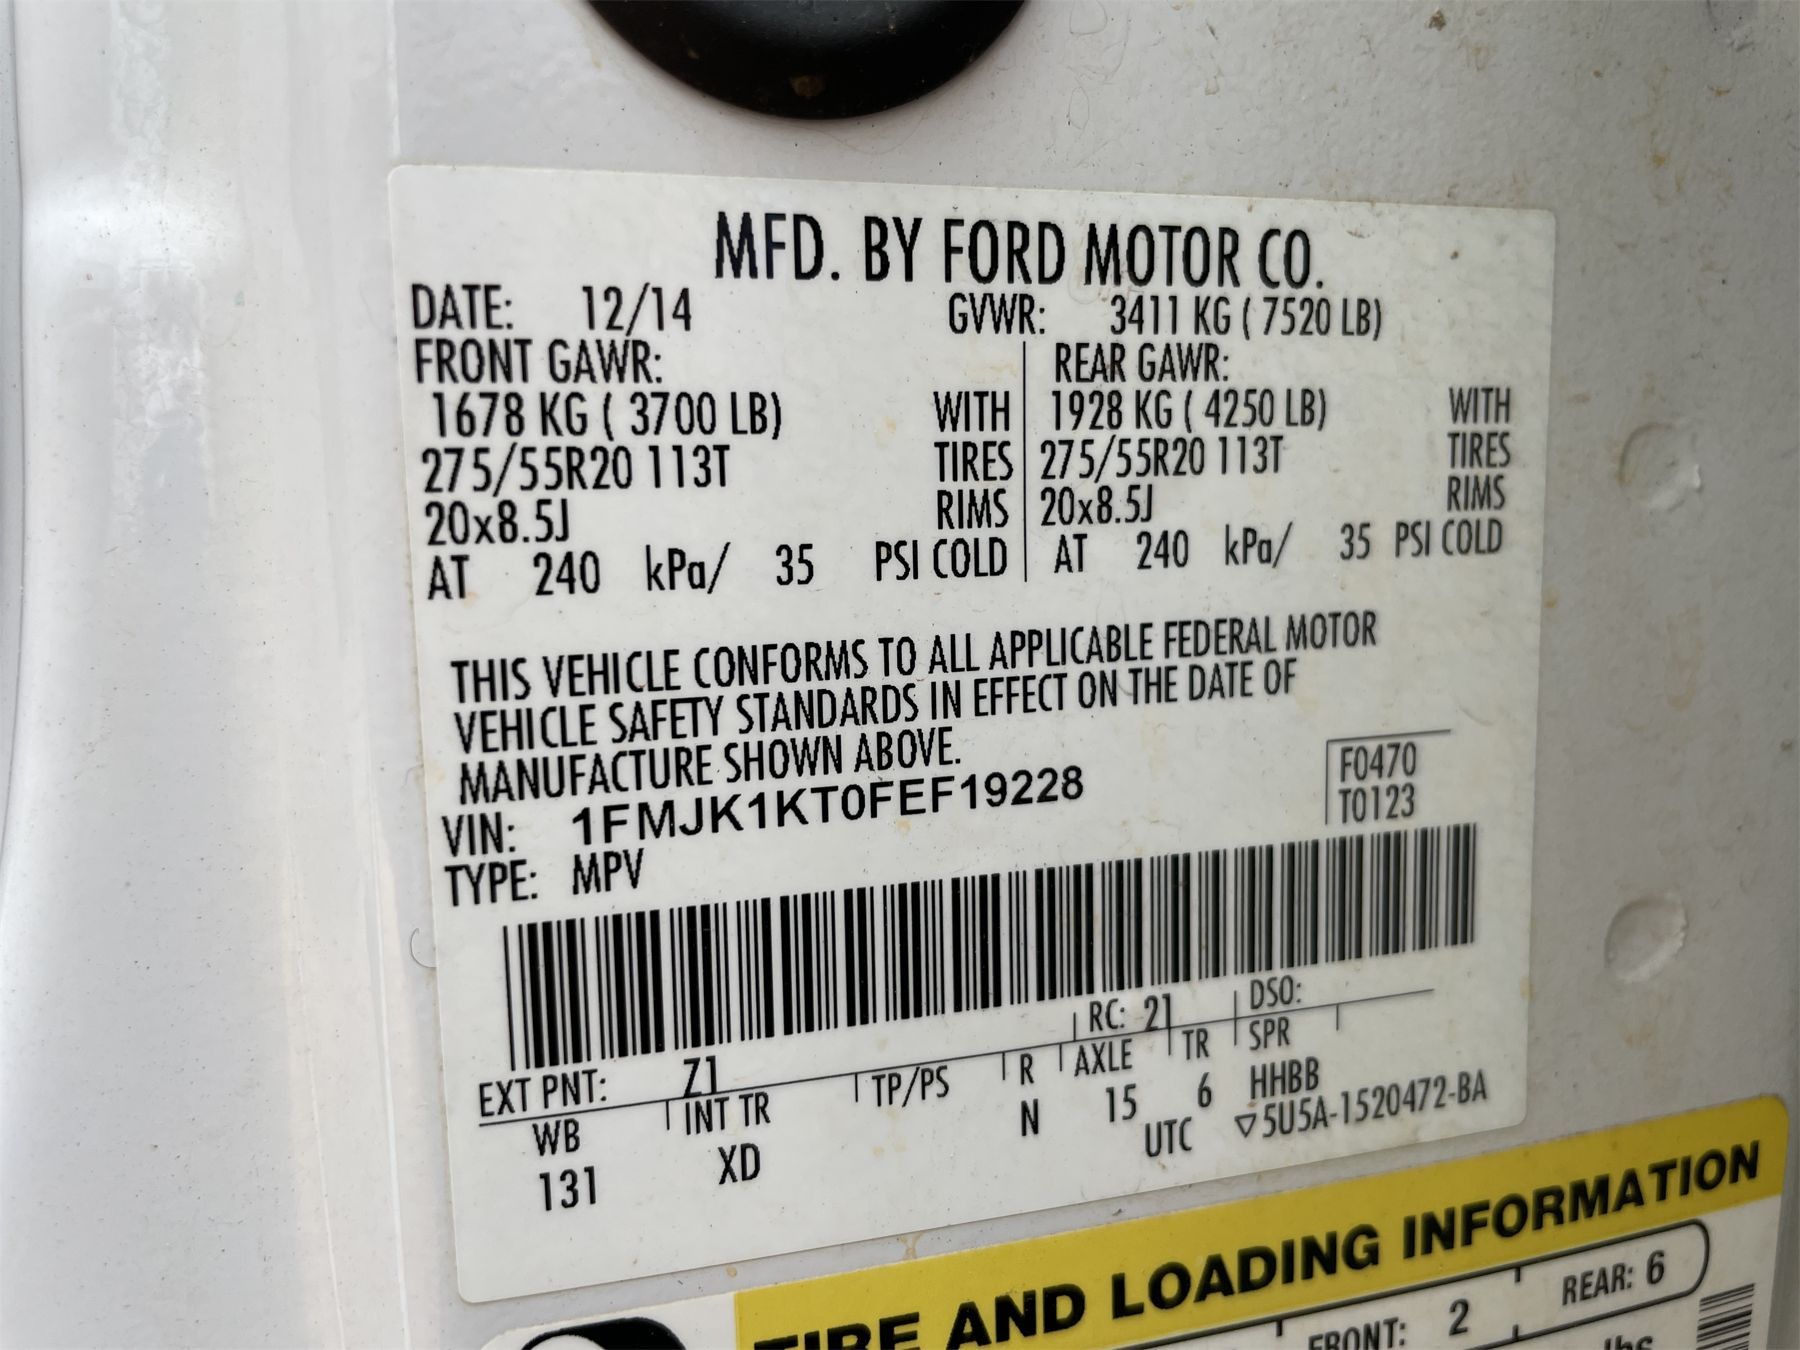 MFD. BY FORD MOTOR CO.
DATE: 12/14 GVWR: 3411 KG ( 7520 LB)
FRONT GAWR: REAR GAWR:
1678 KG ( 3700 LB) WITH 1928 KG ( 4250 LB) WITH
275/55R20 113T TIRES 275/55R20 113T TIRES
20x8.5J RIMS 20x8.5J RIMS
AT 240 kPa/ 35 PSI COLD AT 240 kPa/ 35 PSI COLD
THIS VEHICLE CONFORMS TO ALL APPLICABLE FEDERAL MOTOR
VEHICLE SAFETY STANDARDS IN EFFECT ON THE DATE OF
MANUFACTURE SHOWN ABOVE.
F0470
VIN: 1FMJK1KT0FEF19228 T0123
TYPE: MPV
EXT PNT: Z1 RC: 21 DSO:
WB INT TR TP/PS R AXLE TR SPR
131 XD N 15 6 HHBB
UTC ▽5U5A-1520472-BA
TIRE AND LOADING INFORMATION
FRONT: 2 REAR: 6
lbs